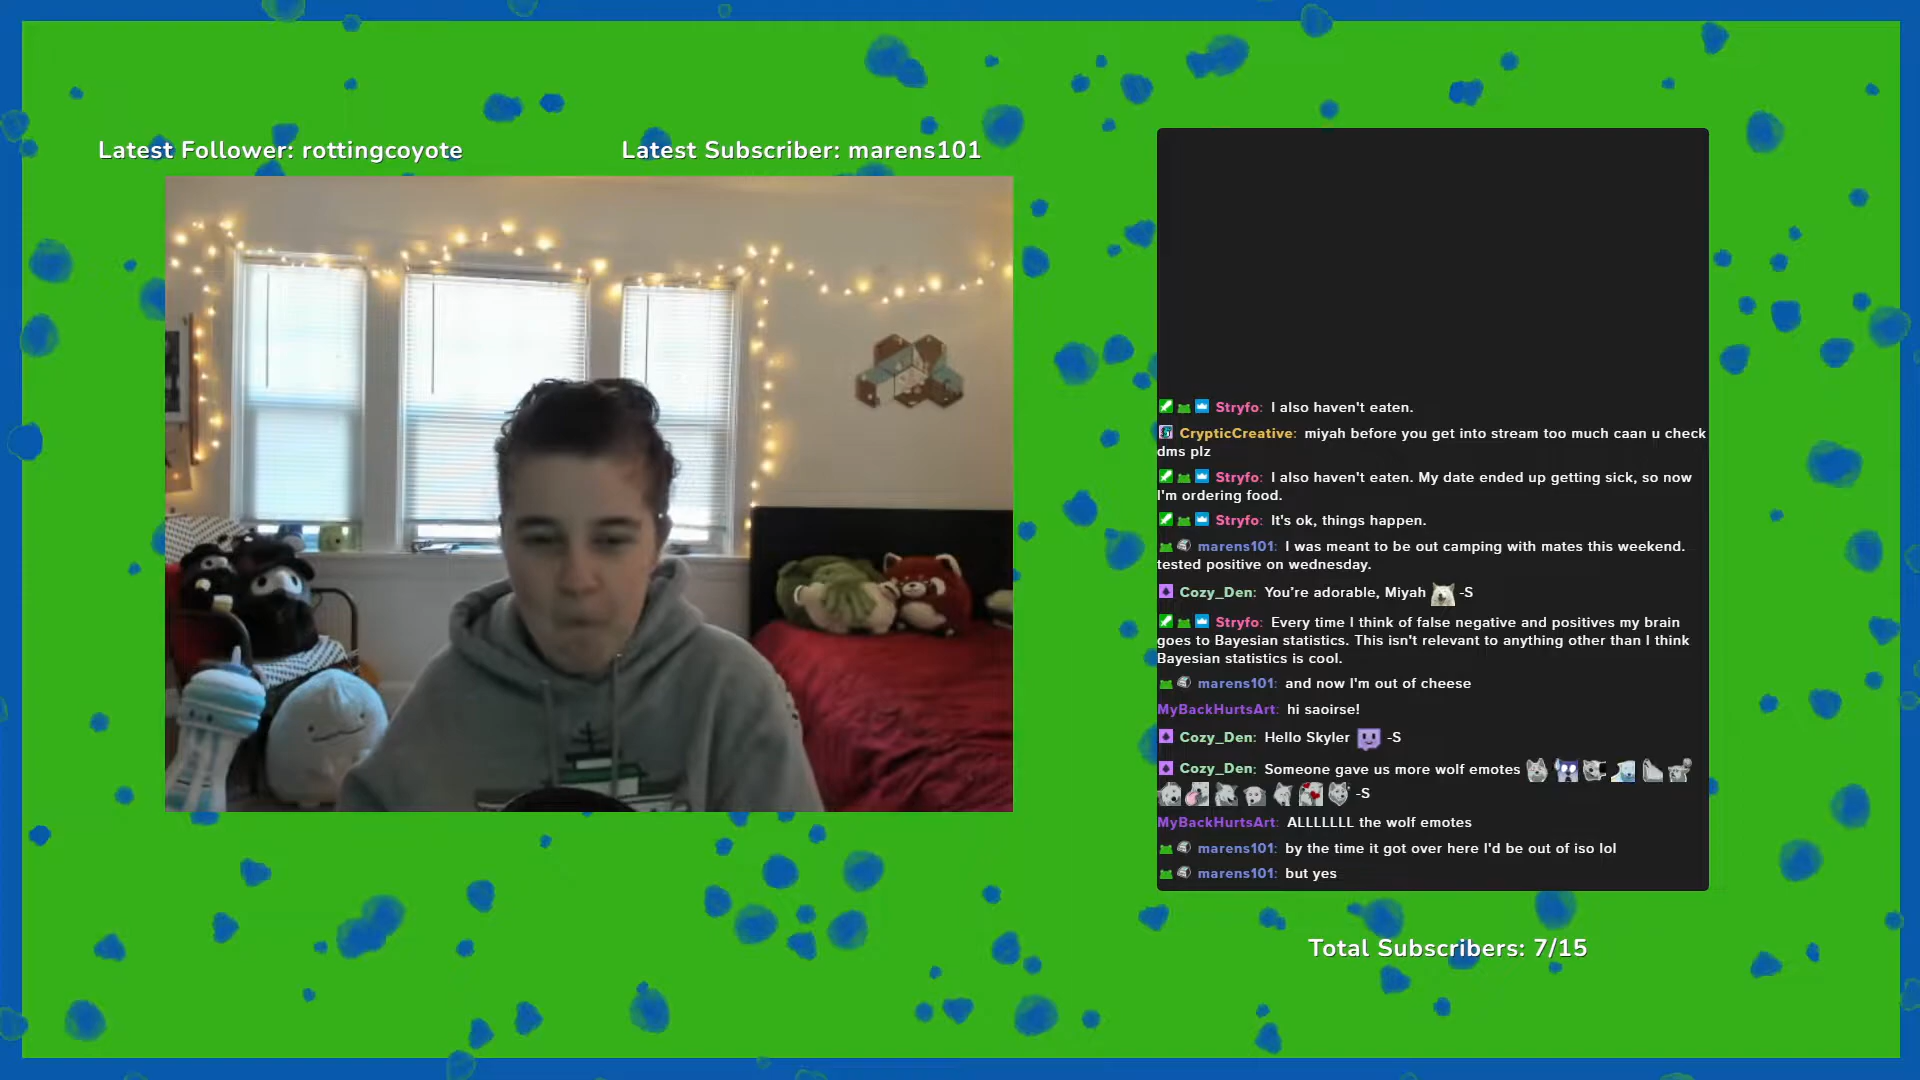 Latest Follower: rottingcoyote
Latest Subscriber: marens101
Stryfo: I also haven't eaten.
CrypticCreative: miyah before you get into stream too much caan u check
dms plz
Stryfo: I also haven't eaten. My date ended up getting sick, so now
I'm ordering food.
Stryfo: It's ok, things happen.
marens101: I was meant to be out camping with mates this weekend.
tested positive on wednesday.
Cozy_Den: You’re adorable, Miyah -S
Stryfo: Every time I think of false negative and positives my brain
goes to Bayesian statistics. This isn't relevant to anything other than I think
Bayesian statistics is cool.
marens101: and now I'm out of cheese
MyBackHurtsArt: hi saoirse!
Cozy_Den: Hello Skyler -S
Cozy_Den: Someone gave us more wolf emotes
-S
MyBackHurtsArt: ALLLLLLL the wolf emotes
marens101: by the time it got over here I'd be out of iso lol
marens101: but yes
Total Subscribers: 7/15